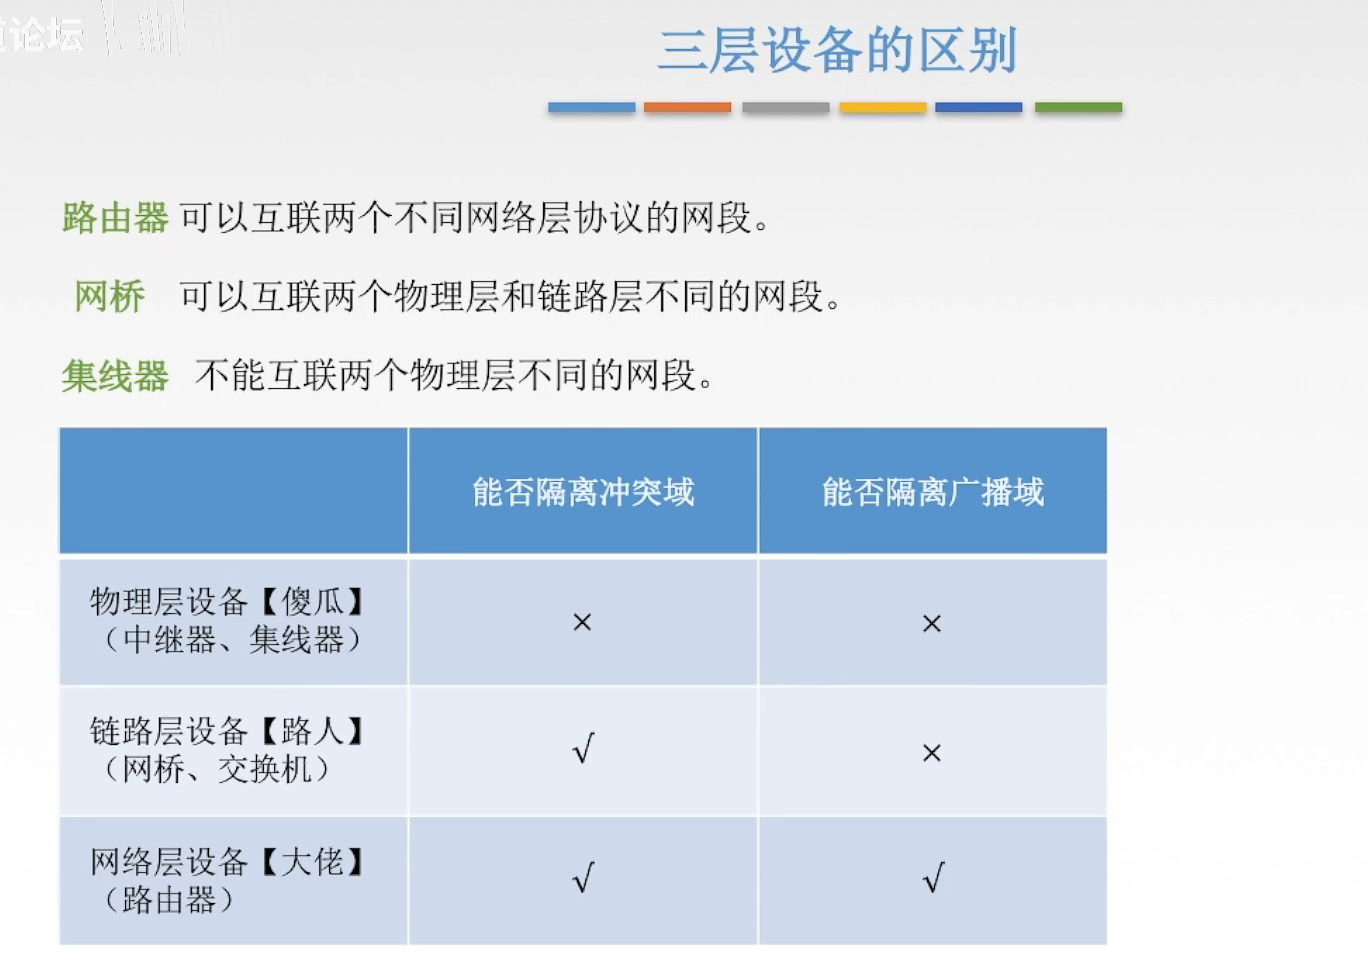 论坛
三层设备的区别
路由器 可以互联两个不同网络层协议的网段。
网桥 可以互联两个物理层和链路层不同的网段。
集线器 不能互联两个物理层不同的网段。
能否隔离冲突域 能否隔离广播域
物理层设备【傻瓜】
（中继器、集线器） × ×
链路层设备【路人】
（网桥、交换机） √ ×
网络层设备【大佬】
（路由器） √ √